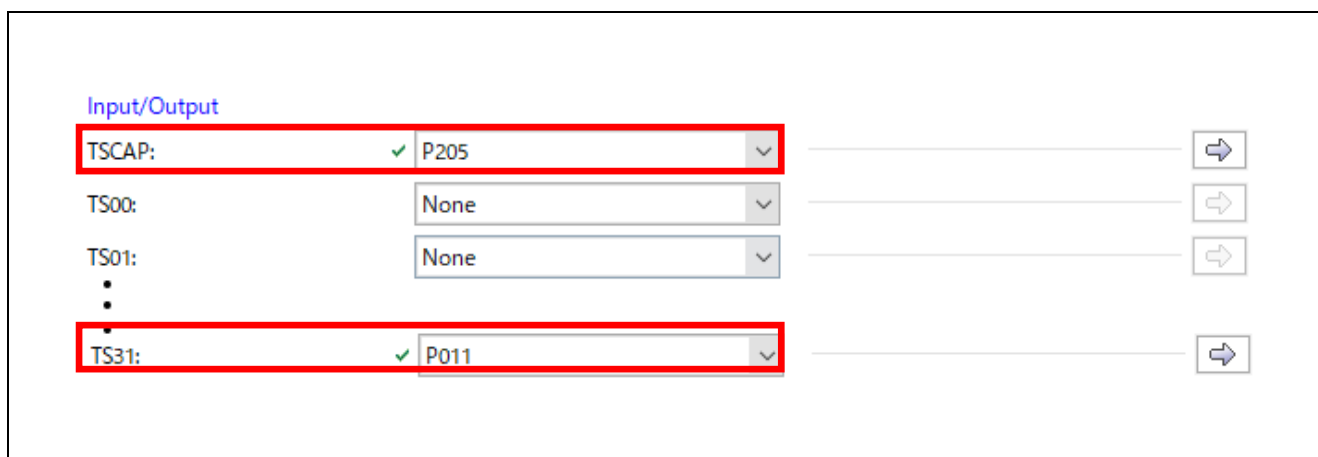 Input/Output
TSCAP: P205
TS00: None
TS01: None
TS31: P011